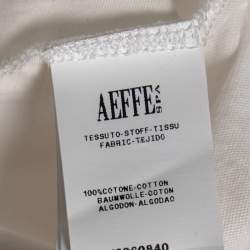 AEFFE SPA
TESSUTO-STOFF-TISSU
FABRIC-TEJIDO
100%COTONE-COTTON
BAUMWOLLE-COTON
ALGODON-ALGODAO